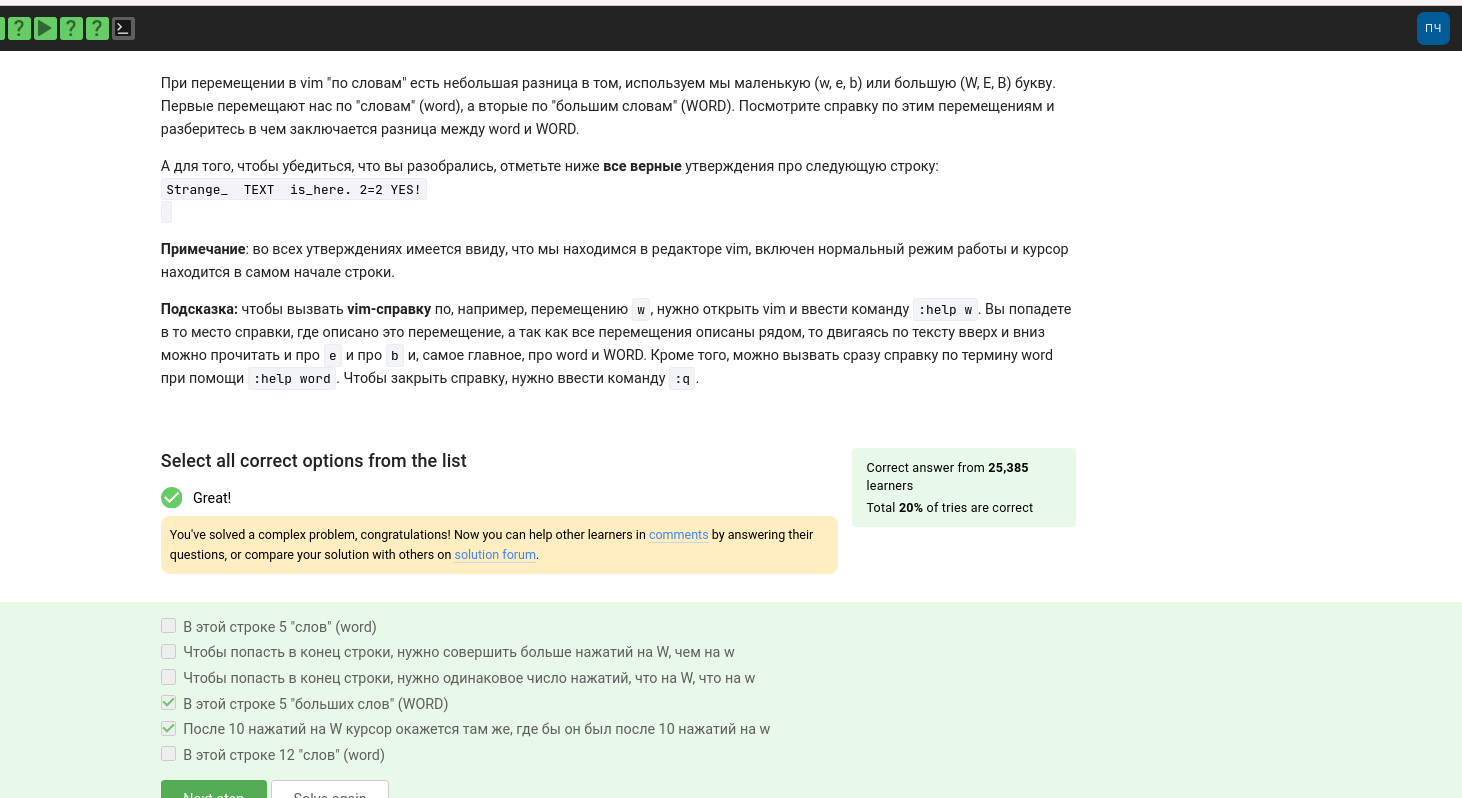 ? ? ?
ПЧ
При перемещении в vim "по словам" есть небольшая разница в том, используем мы маленькую (w, e, b) или большую (W, E, B) букву.
Первые перемещают нас по "словам" (word), а вторые по "большим словам" (WORD). Посмотрите справку по этим перемещениям и
разберитесь в чем заключается разница между word и WORD.
А для того, чтобы убедиться, что вы разобрались, отметьте ниже все верные утверждения про следующую строку:
Strange_  TEXT  is_here. 2=2 YES!
Примечание: во всех утверждениях имеется ввиду, что мы находимся в редакторе vim, включен нормальный режим работы и курсор
находится в самом начале строки.
Подсказка: чтобы вызвать vim-справку по, например, перемещению w, нужно открыть vim и ввести команду :help w. Вы попадете
в то место справки, где описано это перемещение, а так как все перемещения описаны рядом, то двигаясь по тексту вверх и вниз
можно прочитать и про e и про b и, самое главное, про word и WORD. Кроме того, можно вызвать сразу справку по термину word
при помощи :help word. Чтобы закрыть справку, нужно ввести команду :q.
Select all correct options from the list
Correct answer from 25,385
learners
Total 20% of tries are correct
Great!
You've solved a complex problem, congratulations! Now you can help other learners in comments by answering their
questions, or compare your solution with others on solution forum.
В этой строке 5 "слов" (word)
Чтобы попасть в конец строки, нужно совершить больше нажатий на W, чем на w
Чтобы попасть в конец строки, нужно одинаковое число нажатий, что на W, что на w
В этой строке 5 "больших слов" (WORD)
После 10 нажатий на W курсор окажется там же, где бы он был после 10 нажатий на w
В этой строке 12 "слов" (word)
Next step Solve again